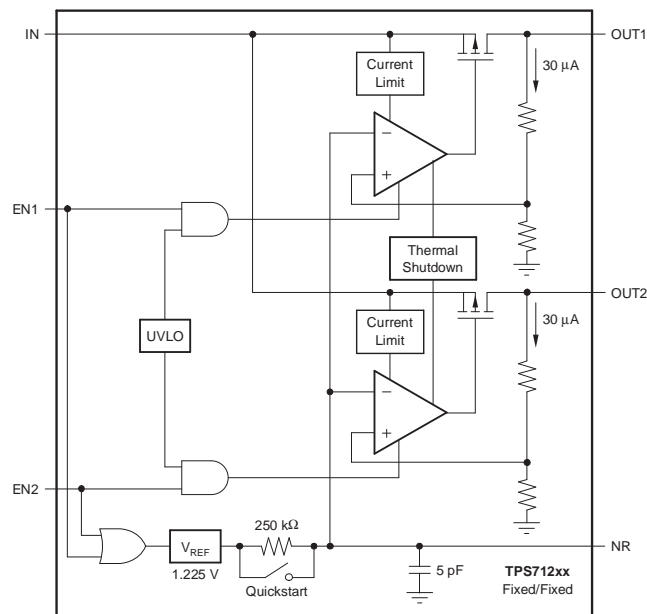 IN
OUT1
Current
Limit
30 µA
−
+
EN1
Thermal
Shutdown
OUT2
UVLO
Current
Limit
30 µA
−
+
EN2
250 kΩ
VREF
NR
1.225 V
Quickstart
5 pF
TPS712xx
Fixed/Fixed